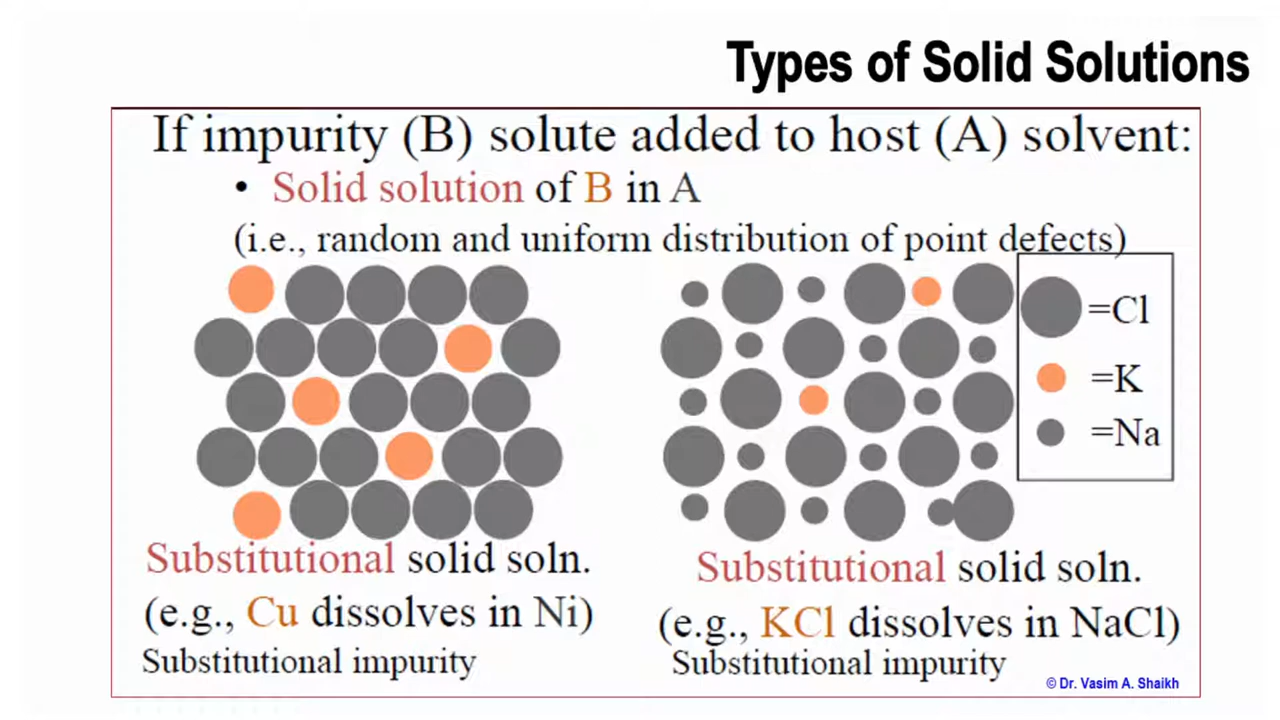 Types of Solid Solutions
If impurity (B) solute added to host (A) solvent:
• Solid solution of B in A
(i.e., random and uniform distribution of point defects)
=Cl
=K
=Na
Substitutional solid soln.
(e.g., Cu dissolves in Ni)
Substitutional impurity
Substitutional solid soln.
(e.g., KCl dissolves in NaCl)
Substitutional impurity
© Dr. Vasim A. Shaikh